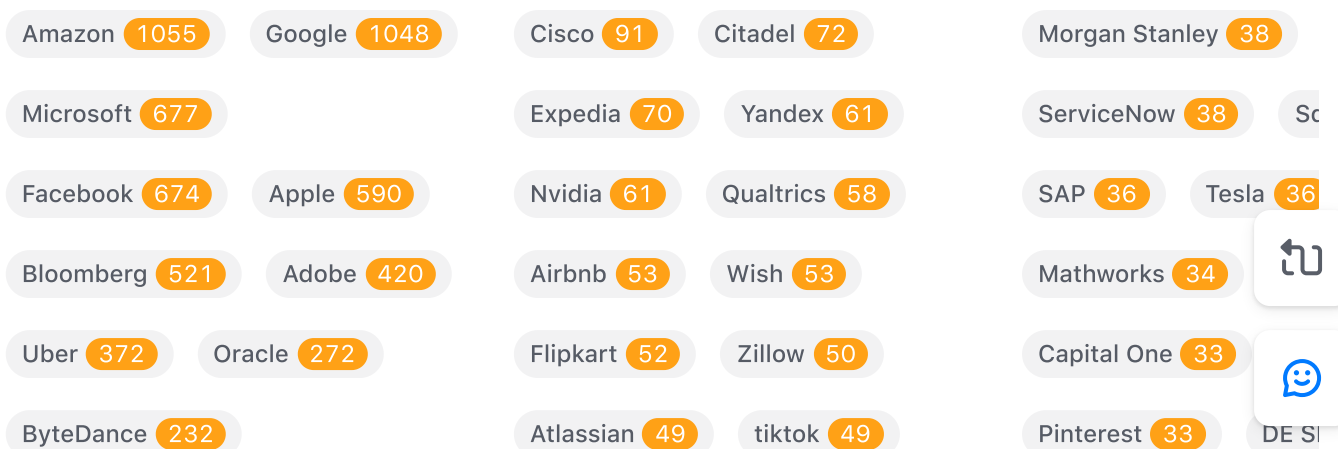 Amazon 1055 Google 1048
Microsoft 677
Facebook 674 Apple 590
Bloomberg 521 Adobe 420
Uber 372 Oracle 272
ByteDance 232
Cisco 91 Citadel 72
Expedia 70 Yandex 61
Nvidia 61 Qualtrics 58
Airbnb 53 Wish 53
Flipkart 52 Zillow 50
Atlassian 49 tiktok 49
Morgan Stanley 38
ServiceNow 38
SAP 36 Tesla 36
Mathworks 34
Capital One 33
Pinterest 33 DE